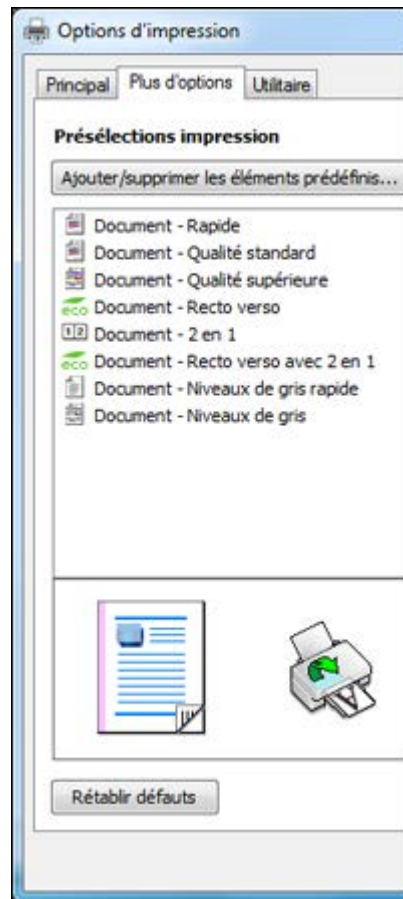 Options d'impression
Principal Plus d'options Utilitaire
Présélections impression
Ajouter/supprimer les éléments prédéfinis...
Document - Rapide
Document - Qualité standard
Document - Qualité supérieure
eco Document - Recto verso
1 2 Document - 2 en 1
eco Document - Recto verso avec 2 en 1
Document - Niveaux de gris rapide
Document - Niveaux de gris
A
Rétablir défauts